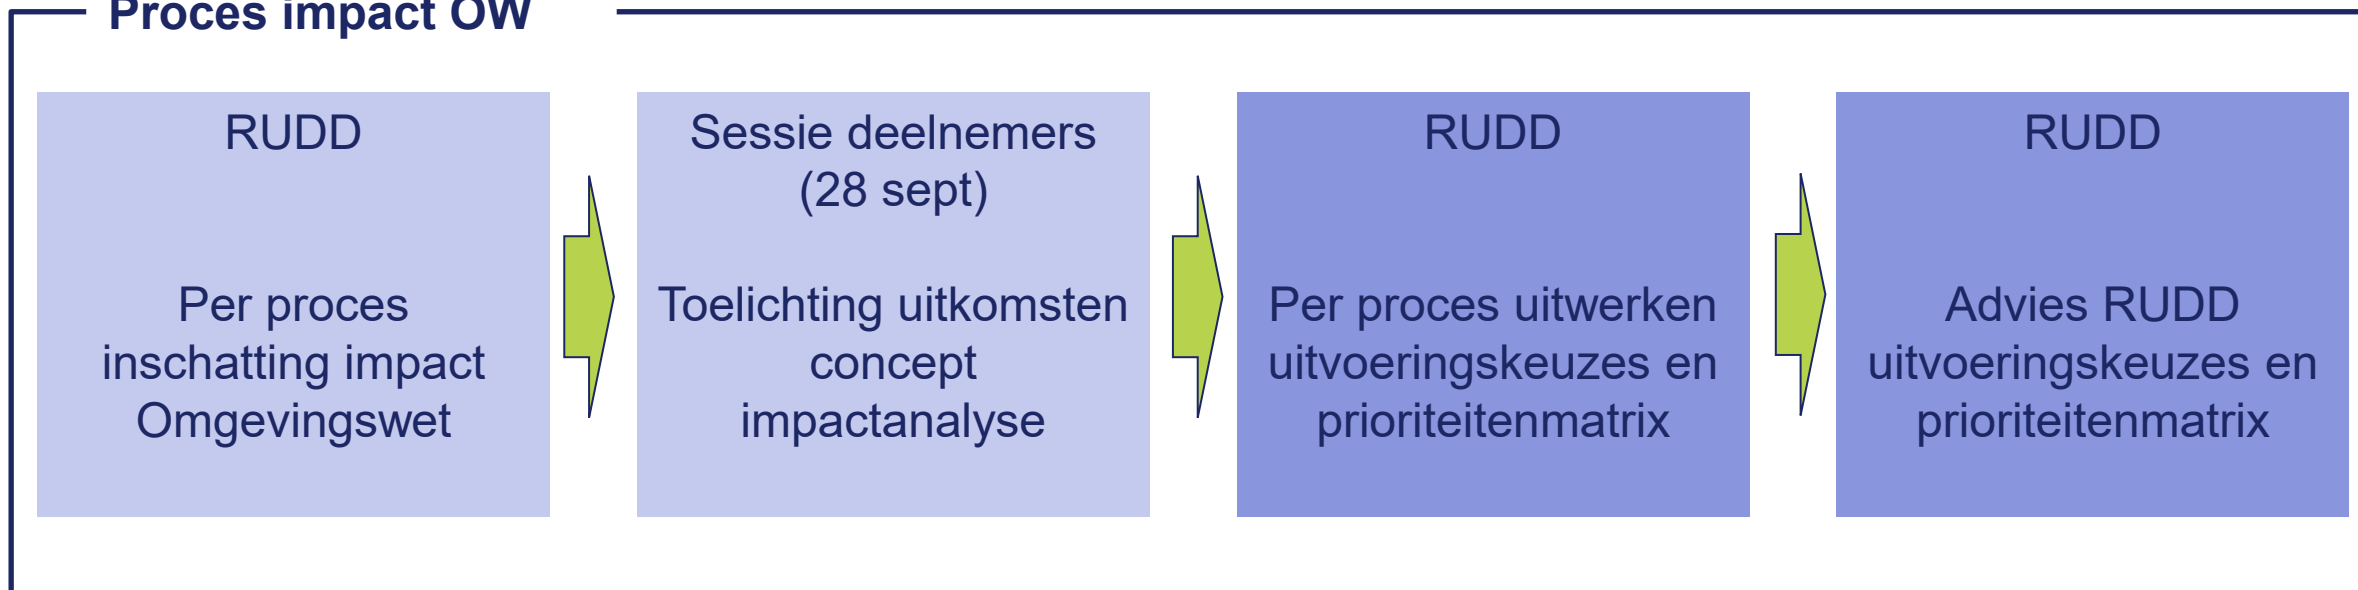 Proces impact OW
RUDD
Per proces
inschatting impact
Omgevingswet
Sessie deelnemers
(28 sept)
Toelichting uitkomsten
concept
impactanalyse
RUDD
Per proces uitwerken
uitvoeringskeuzes en
prioriteitenmatrix
RUDD
Advies RUDD
uitvoeringskeuzes en
prioriteitenmatrix